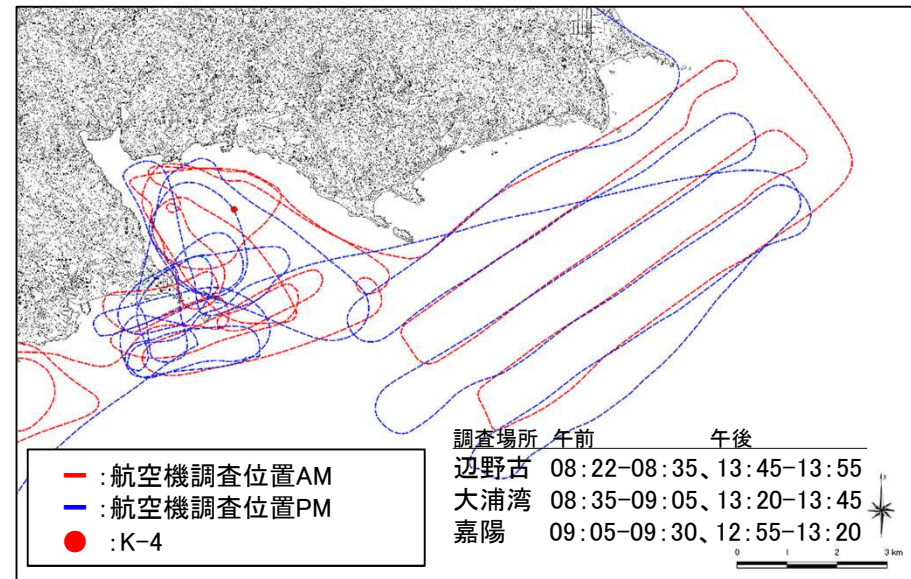 :航空機調査位置AM
:航空機調査位置PM
:K-4
調査場所 午前 午後
辺野古 08:22-08:35、13:45-13:55
大浦湾 08:35-09:05、13:20-13:45
嘉陽 09:05-09:30、12:55-13:20
0 1 2 3 km